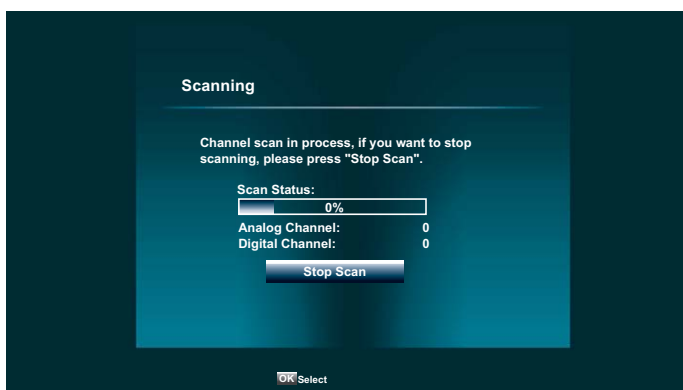 Scanning
Channel scan in process, if you want to stop
scanning, please press "Stop Scan".
Scan Status:
0%
Analog Channel: 0
Digital Channel: 0
Stop Scan
OK Select